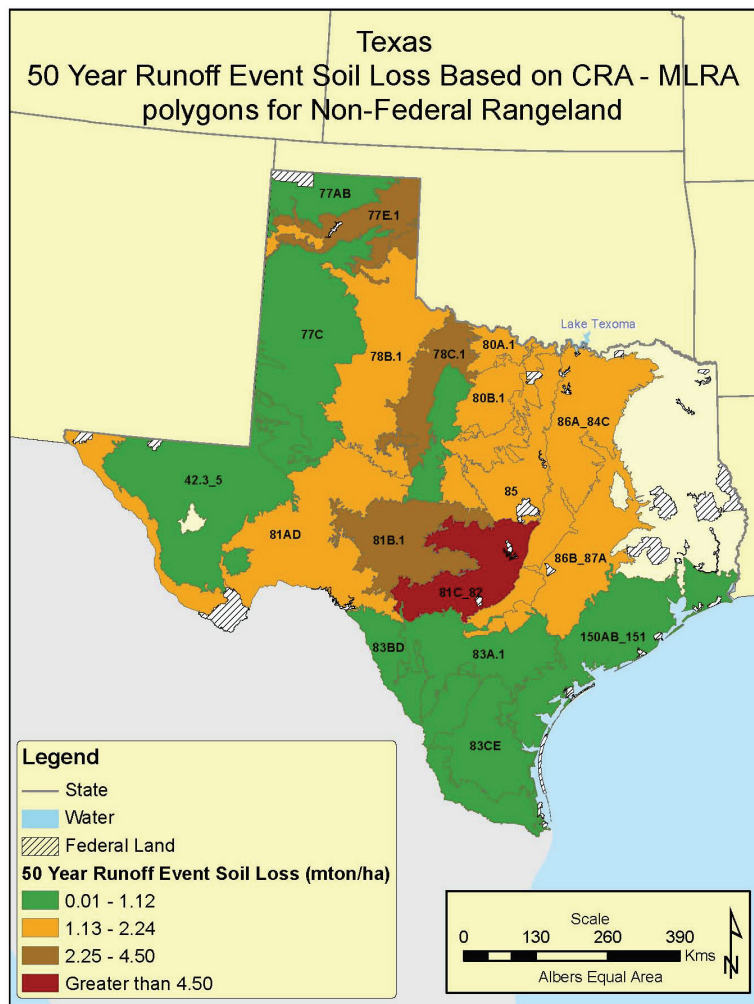 Texas
50 Year Runoff Event Soil Loss Based on CRA - MLRA
polygons for Non-Federal Rangeland
77AB
77E.1
Lake Texoma
77C
78B.1
78C.1
80A.1
80B.1
86A_84C
42.3_5
85
81AD
81B.1
86B_87A
81C_82
83BD
83A.1
150AB_151
83CE
Legend
State
Water
Federal Land
50 Year Runoff Event Soil Loss (mton/ha)
0.01 - 1.12
1.13 - 2.24
2.25 - 4.50
Greater than 4.50
Scale
0 130 260 390
Kms
Albers Equal Area
N